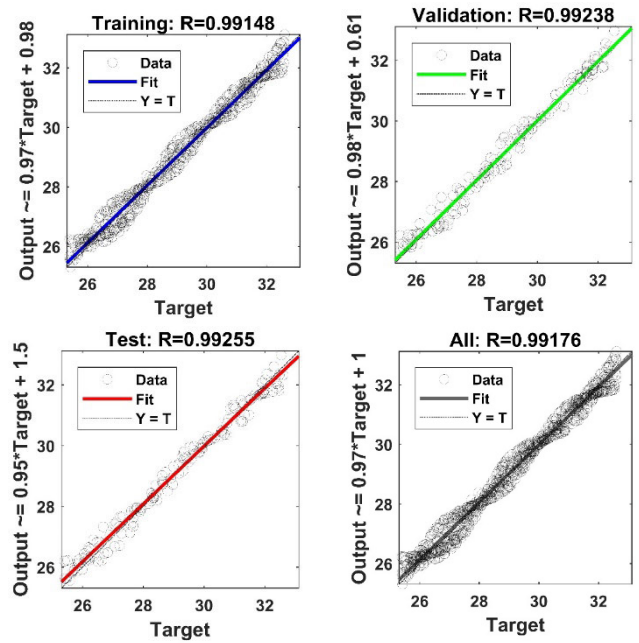 Training: R=0.99148
Output ~= 0.97*Target + 0.98
Data
Fit
Y = T
32
30
28
26
26 28 30 32
Target
Validation: R=0.99238
Output ~= 0.98*Target + 0.61
Data
Fit
Y = T
32
30
28
26
26 28 30 32
Target
Test: R=0.99255
Output ~= 0.95*Target + 1.5
Data
Fit
Y = T
32
30
28
26
26 28 30 32
Target
All: R=0.99176
Output ~= 0.97*Target + 1
Data
Fit
Y = T
32
30
28
26
26 28 30 32
Target